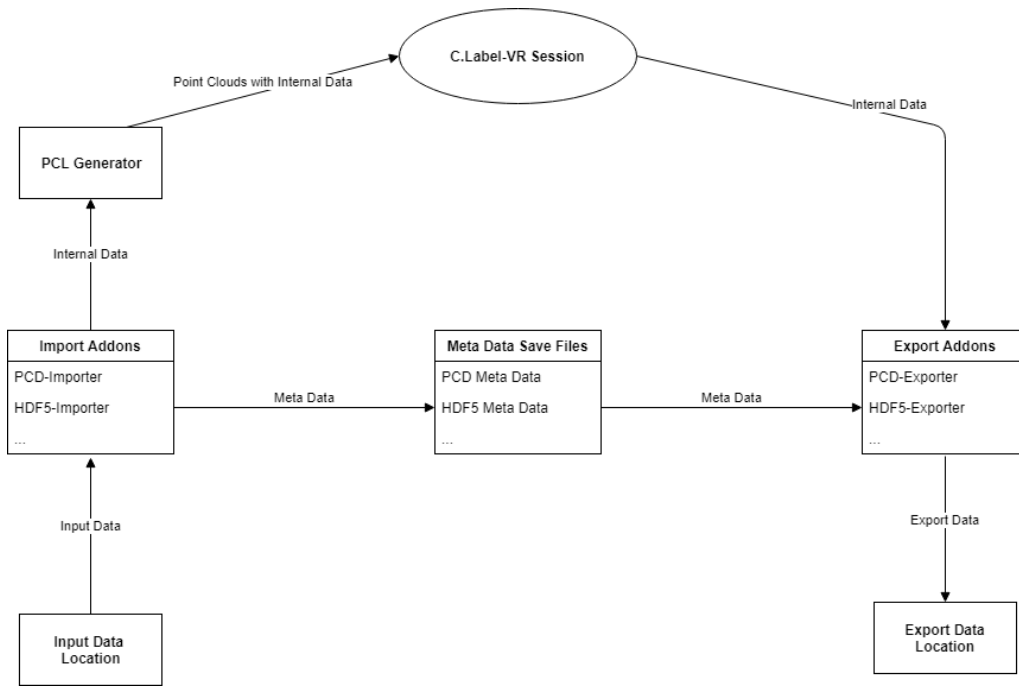 C.Label-VR Session
Point Clouds with Internal Data
Internal Data
PCL Generator
Internal Data
Import Addons
PCD-Importer
HDF5-Importer
...
Meta Data
Meta Data Save Files
PCD Meta Data
HDF5 Meta Data
...
Meta Data
Export Addons
PCD-Exporter
HDF5-Exporter
...
Input Data
Export Data
Input Data
Location
Export Data
Location